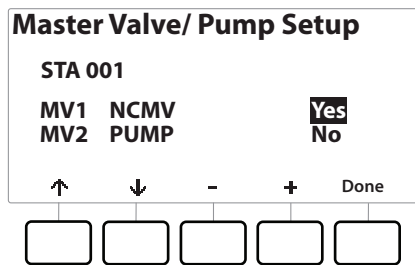 Master Valve/ Pump Setup
STA 001
MV1 NCMV Yes
MV2 PUMP No
↑ ↓ - + Done